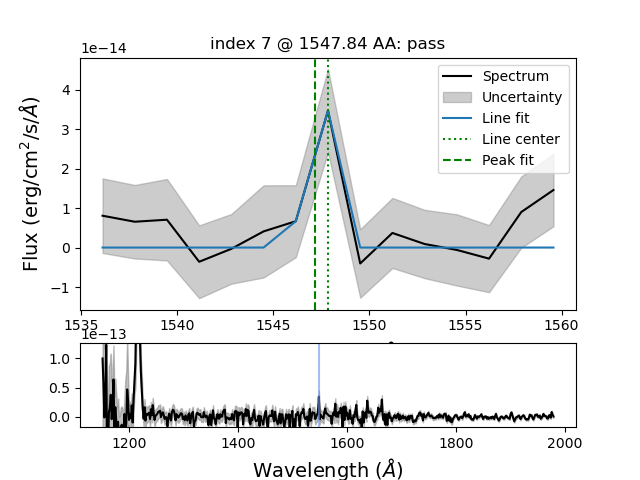 index 7 @ 1547.84 AA: pass
1e−14
Flux (erg/cm²/s/Å)
4
3
2
1
0
−1
Spectrum
Uncertainty
Line fit
Line center
Peak fit
1535 1540 1545 1550 1555 1560
1e−13
1.0
0.5
0.0
1200 1400 1600 1800 2000
Wavelength (Å)